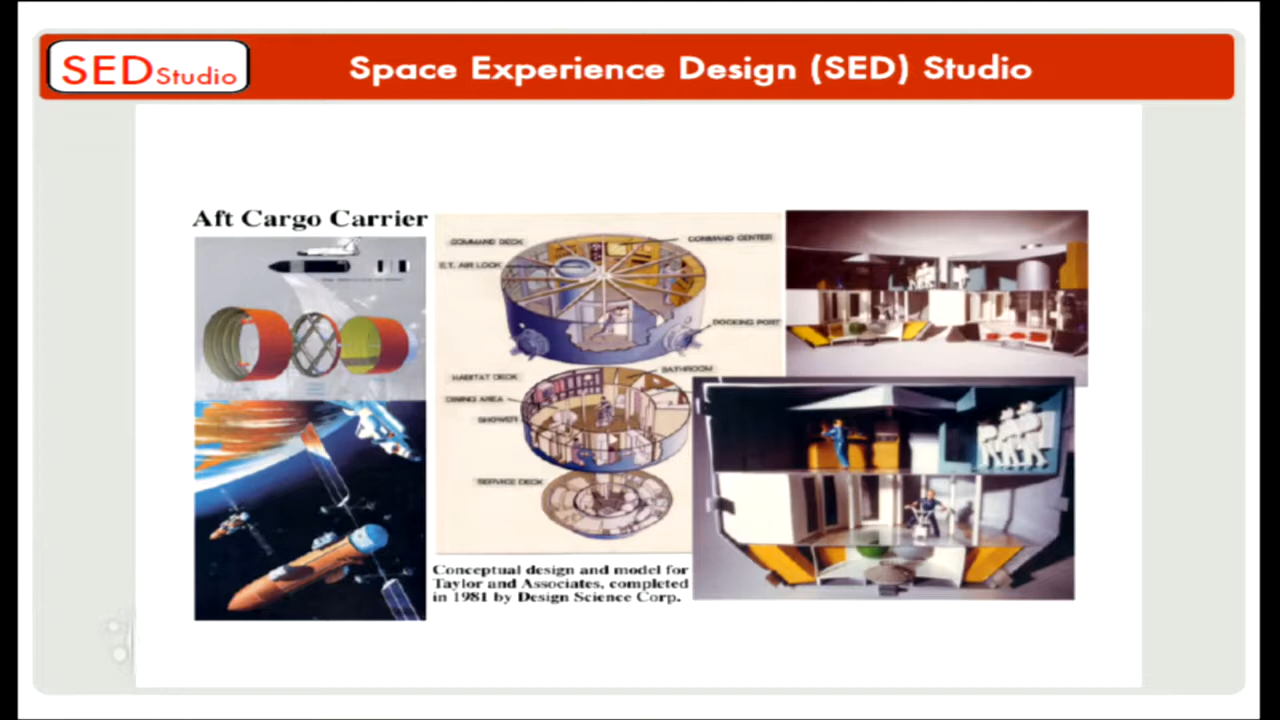 SED Studio
Space Experience Design (SED) Studio
Aft Cargo Carrier
COMMAND DECK
COMMAND CENTER
E.T. AIR LOCK
DOCKING PORT
HABITAT DECK
BATHROOM
DINING AREA
SHOWER
SERVICE DECK
Conceptual design and model for
Taylor and Associates, completed
in 1981 by Design Science Corp.